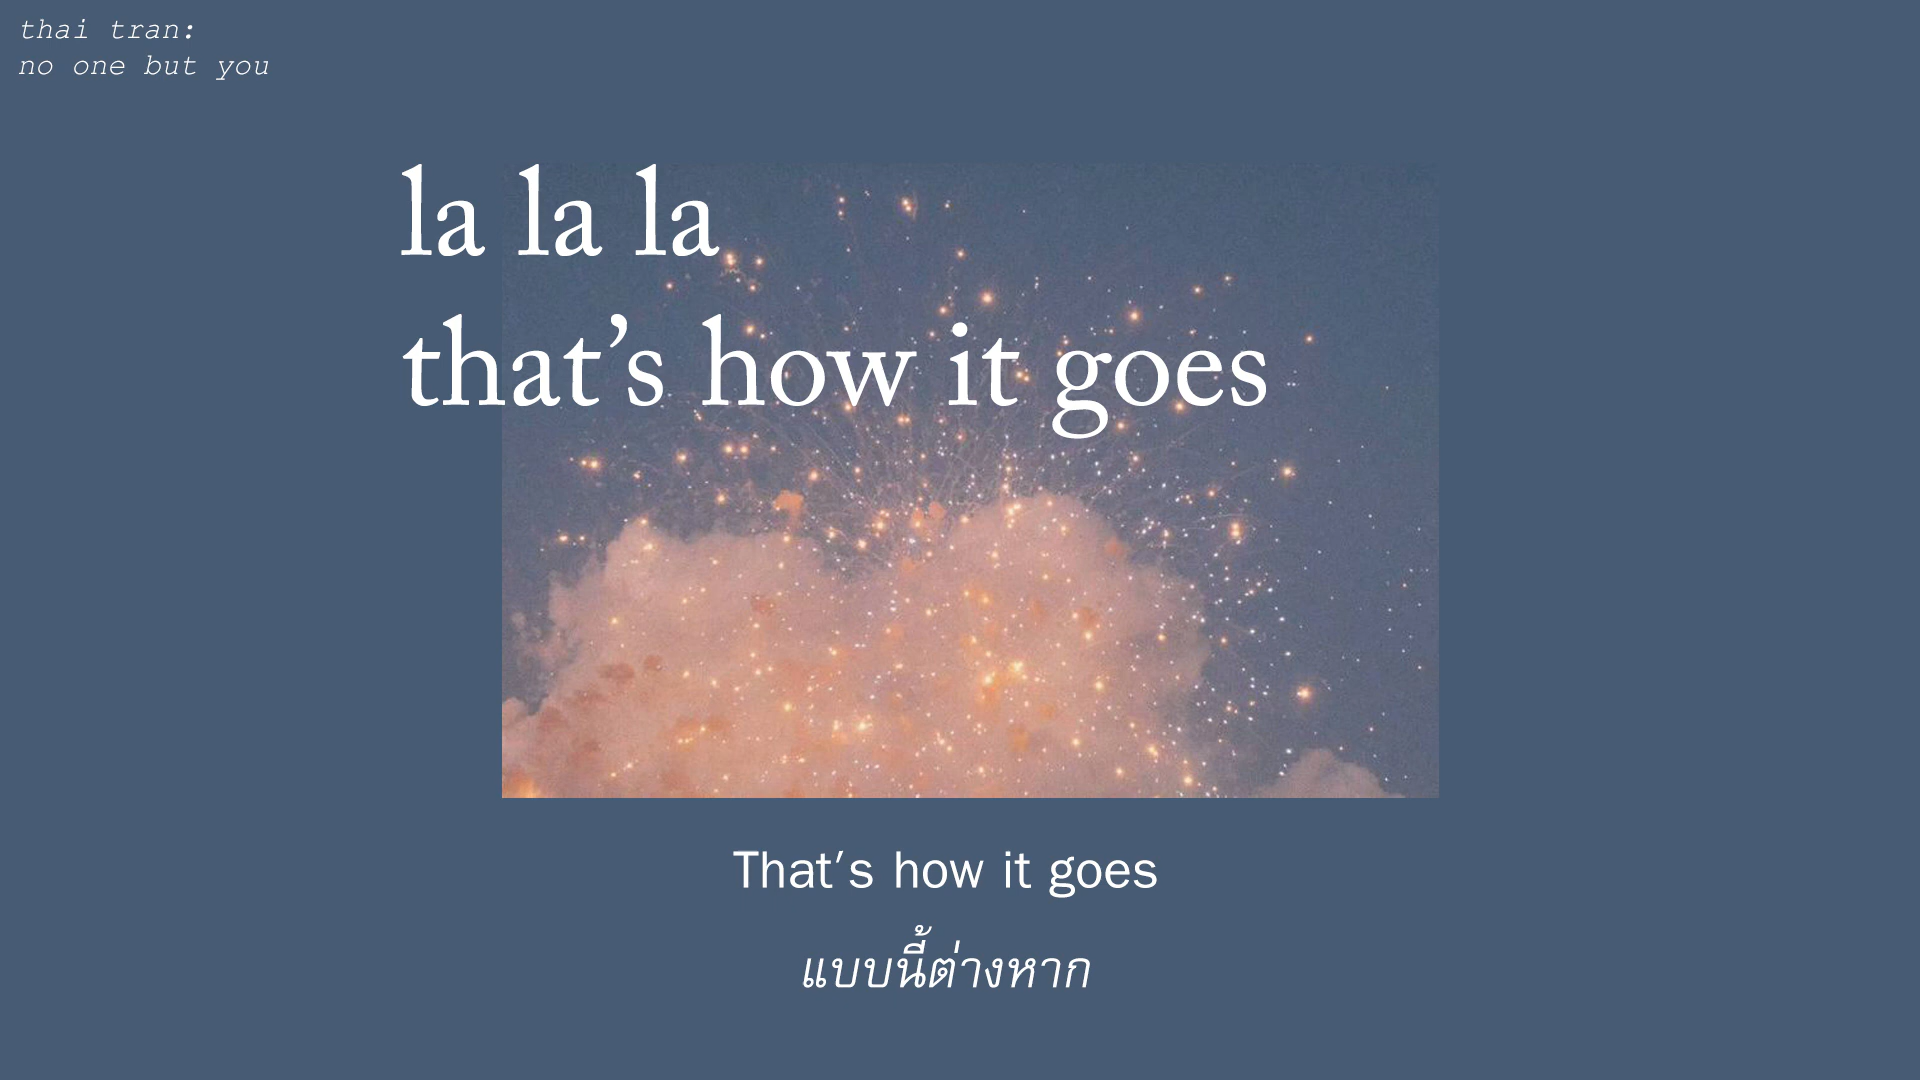 thai tran:
no one but you
la la la
that’s how it goes
That’s how it goes
แบบนี้ต่างหาก